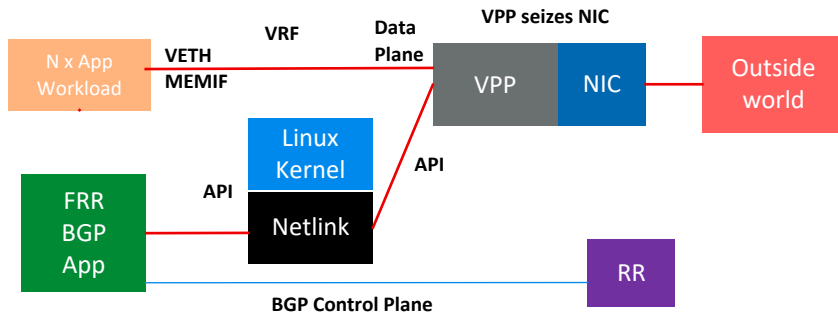 VPP seizes NIC
VRF
Data
Plane
VETH
MEMIF
N x App
Workload
VPP
NIC
Outside
world
Linux
Kernel
API
API
FRR
BGP
App
Netlink
RR
BGP Control Plane